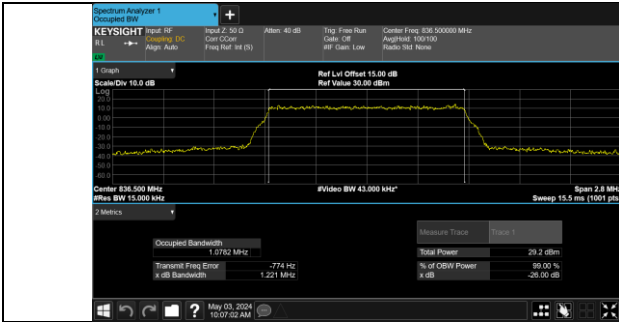 Spectrum Analyzer 1
Occupied BW
+
KEYSIGHT Input: RF Input Z: 50 Ω Atten: 40 dB Trig: Free Run Center Freq: 836.500000 MHz
RL Coupling: DC Corr CCorr Gate: Off Avg|Hold: 100/100
Align: Auto Freq Ref: Int (S) #IF Gain: Low Radio Std: None
1 Graph
Ref Lvl Offset 15.00 dB
Scale/Div 10.0 dB Ref Value 30.00 dBm
Log
20.0
10.0
0.00
-10.0
-20.0
-30.0
-40.0
-50.0
-60.0
Center 836.500 MHz #Video BW 43.000 kHz* Span 2.8 MHz
#Res BW 15.000 kHz Sweep 15.5 ms (1001 pts)
2 Metrics
Measure Trace Trace 1
Occupied Bandwidth
1.0782 MHz Total Power 29.2 dBm
Transmit Freq Error -774 Hz % of OBW Power 99.00 %
x dB Bandwidth 1.221 MHz x dB -26.00 dB
? May 03, 2024
10:07:02 AM